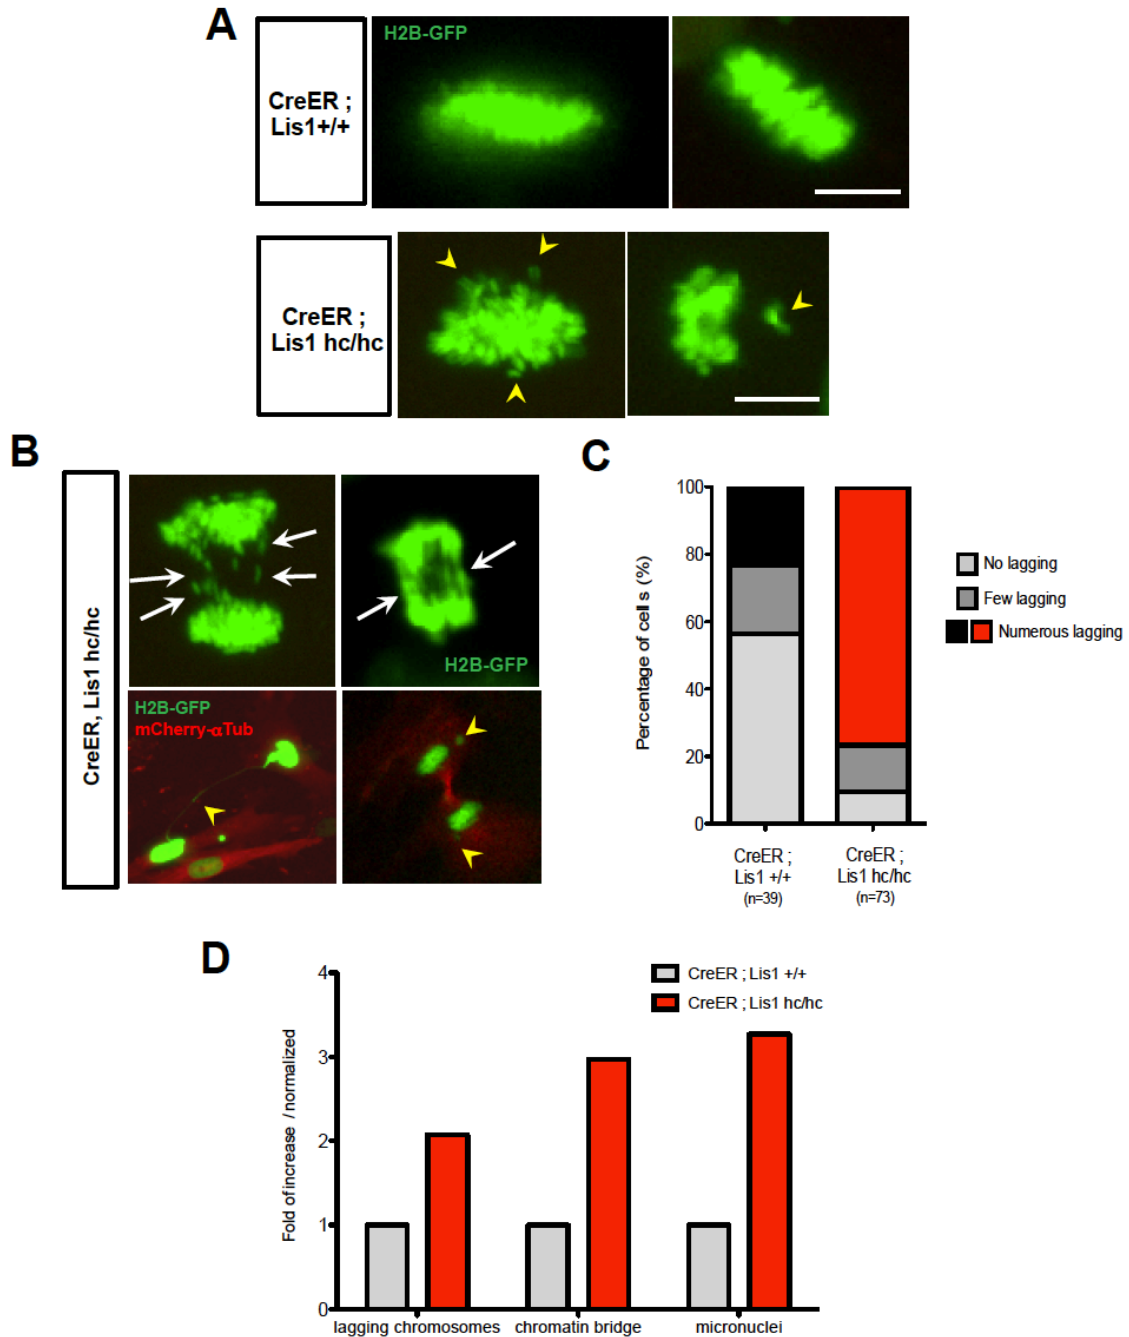 A
CreER ;
Lis1+/+
H2B-GFP
CreER ;
Lis1 hc/hc
B
CreER, Lis1 hc/hc
H2B-GFP
H2B-GFP
mCherry-αTub
C
Percentage of cells (%)
100
80
60
40
20
0
CreER ;
Lis1 +/+
(n=39)
CreER ;
Lis1 hc/hc
(n=73)
No lagging
Few lagging
Numerous lagging
D
Fold of increase / normalized
4
3
2
1
0
CreER ; Lis1 +/+
CreER ; Lis1 hc/hc
lagging chromosomes
chromatin bridge
micronuclei